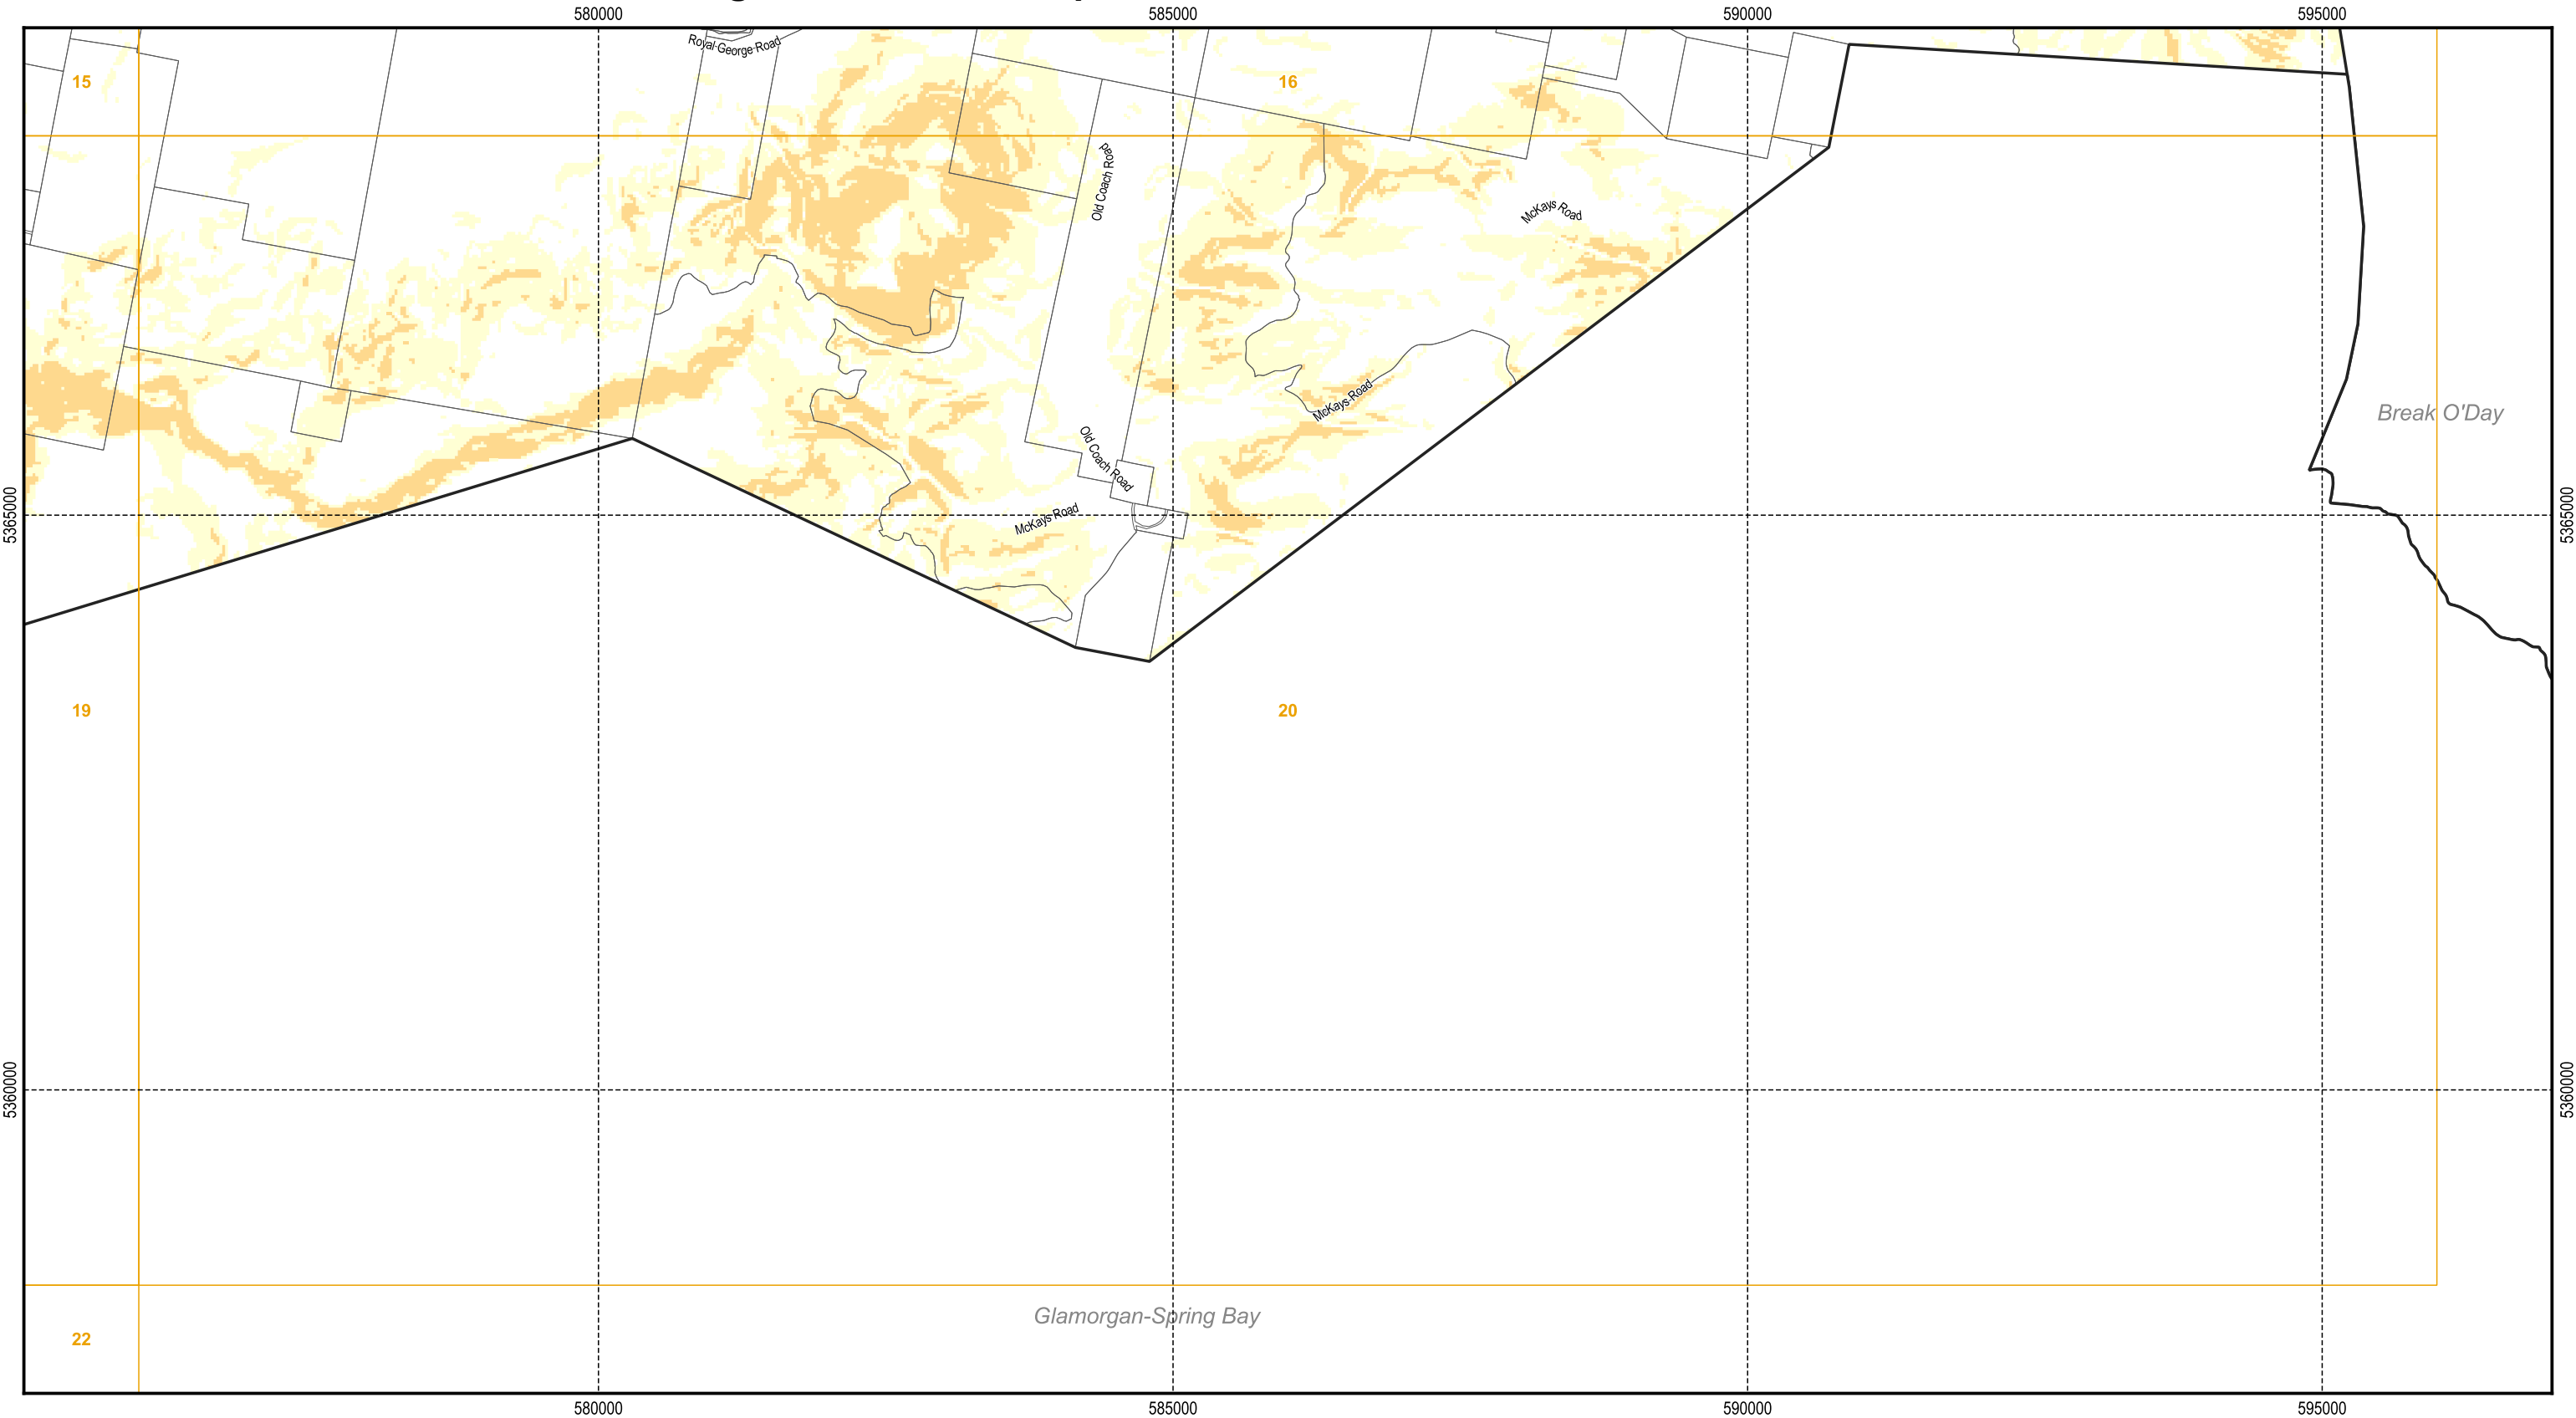 580000
585000
590000
595000
Royal George Road
15
16
Old Coach Road
McKays Road
McKays Road
Break O'Day
Old Coach Road
McKays Road
5365000
5365000
19
20
5360000
5360000
Glamorgan-Spring Bay
22
580000
585000
590000
595000